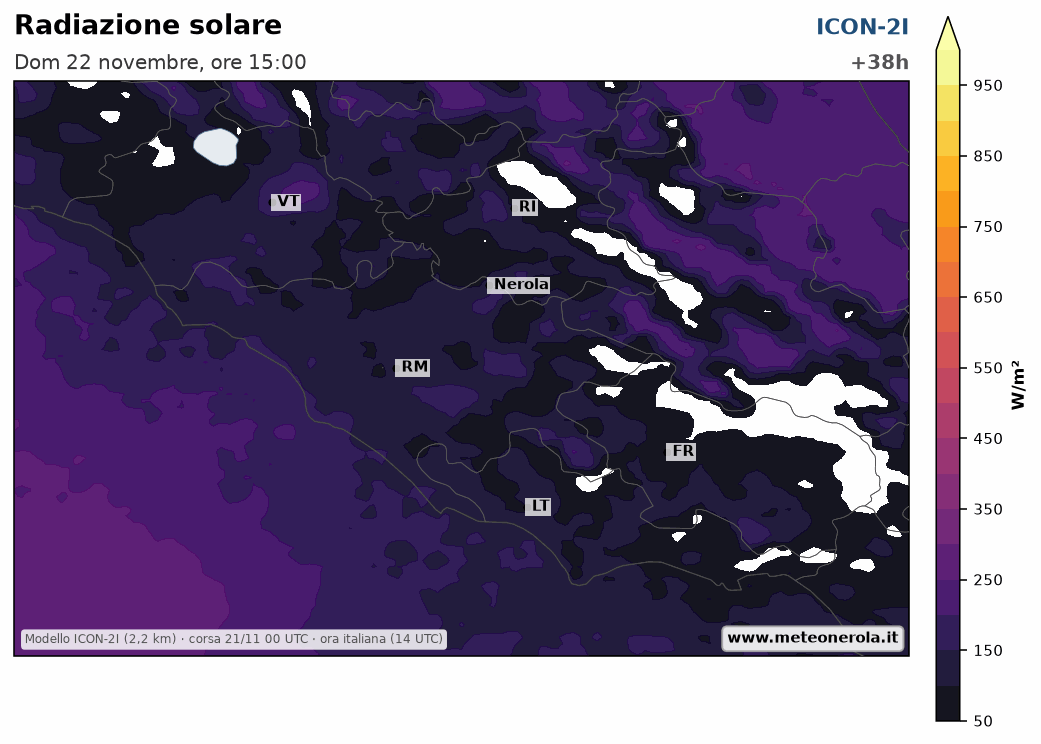 Radiazione solare
ICON-2I
Dom 22 novembre, ore 15:00
+38h
950
850
750
650
550
450
350
250
150
50
W/m²
VT
RI
Nerola
RM
FR
LT
Modello ICON-2I (2,2 km) · corsa 21/11 00 UTC · ora italiana (14 UTC)
www.meteonerola.it